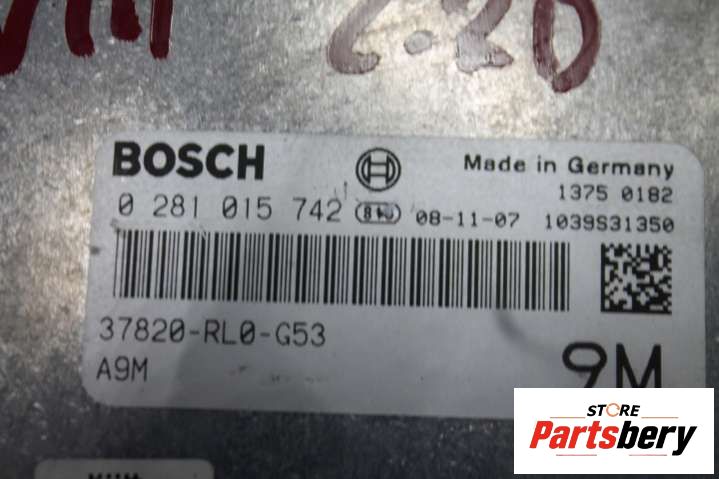 2.2D
BOSCH
Made in Germany
1375 0182
0 281 015 742 08-11-07 1039S31350
37820-RL0-G53
A9M
9M
STORE
Partsbery